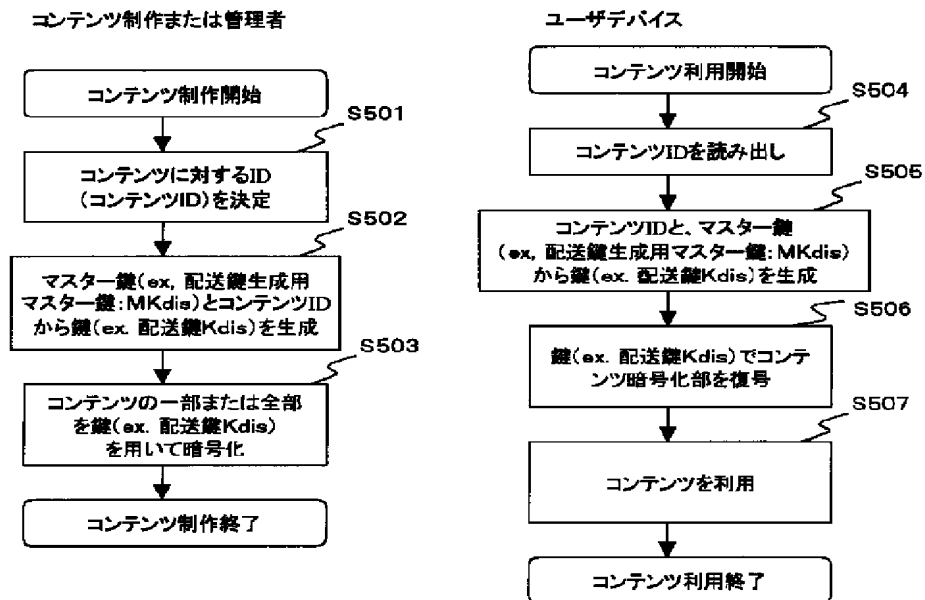 コンテンツ制作または管理者
コンテンツ制作開始
S501
コンテンツに対するID
(コンテンツID)を決定
S502
マスター鍵(ex, 配送鍵生成用
マスター鍵:MKdis)とコンテンツID
から鍵(ex. 配送鍵Kdis)を生成
S503
コンテンツの一部または全部
を鍵(ex. 配送鍵Kdis)
を用いて暗号化
コンテンツ制作終了
ユーザデバイス
コンテンツ利用開始
S504
コンテンツIDを読み出し
S505
コンテンツIDと、マスター鍵
(ex, 配送鍵生成用マスター鍵:MKdis)
から鍵(ex. 配送鍵Kdis)を生成
S506
鍵(ex. 配送鍵Kdis)でコンテ
ンツ暗号化部を復号
S507
コンテンツを利用
コンテンツ利用終了